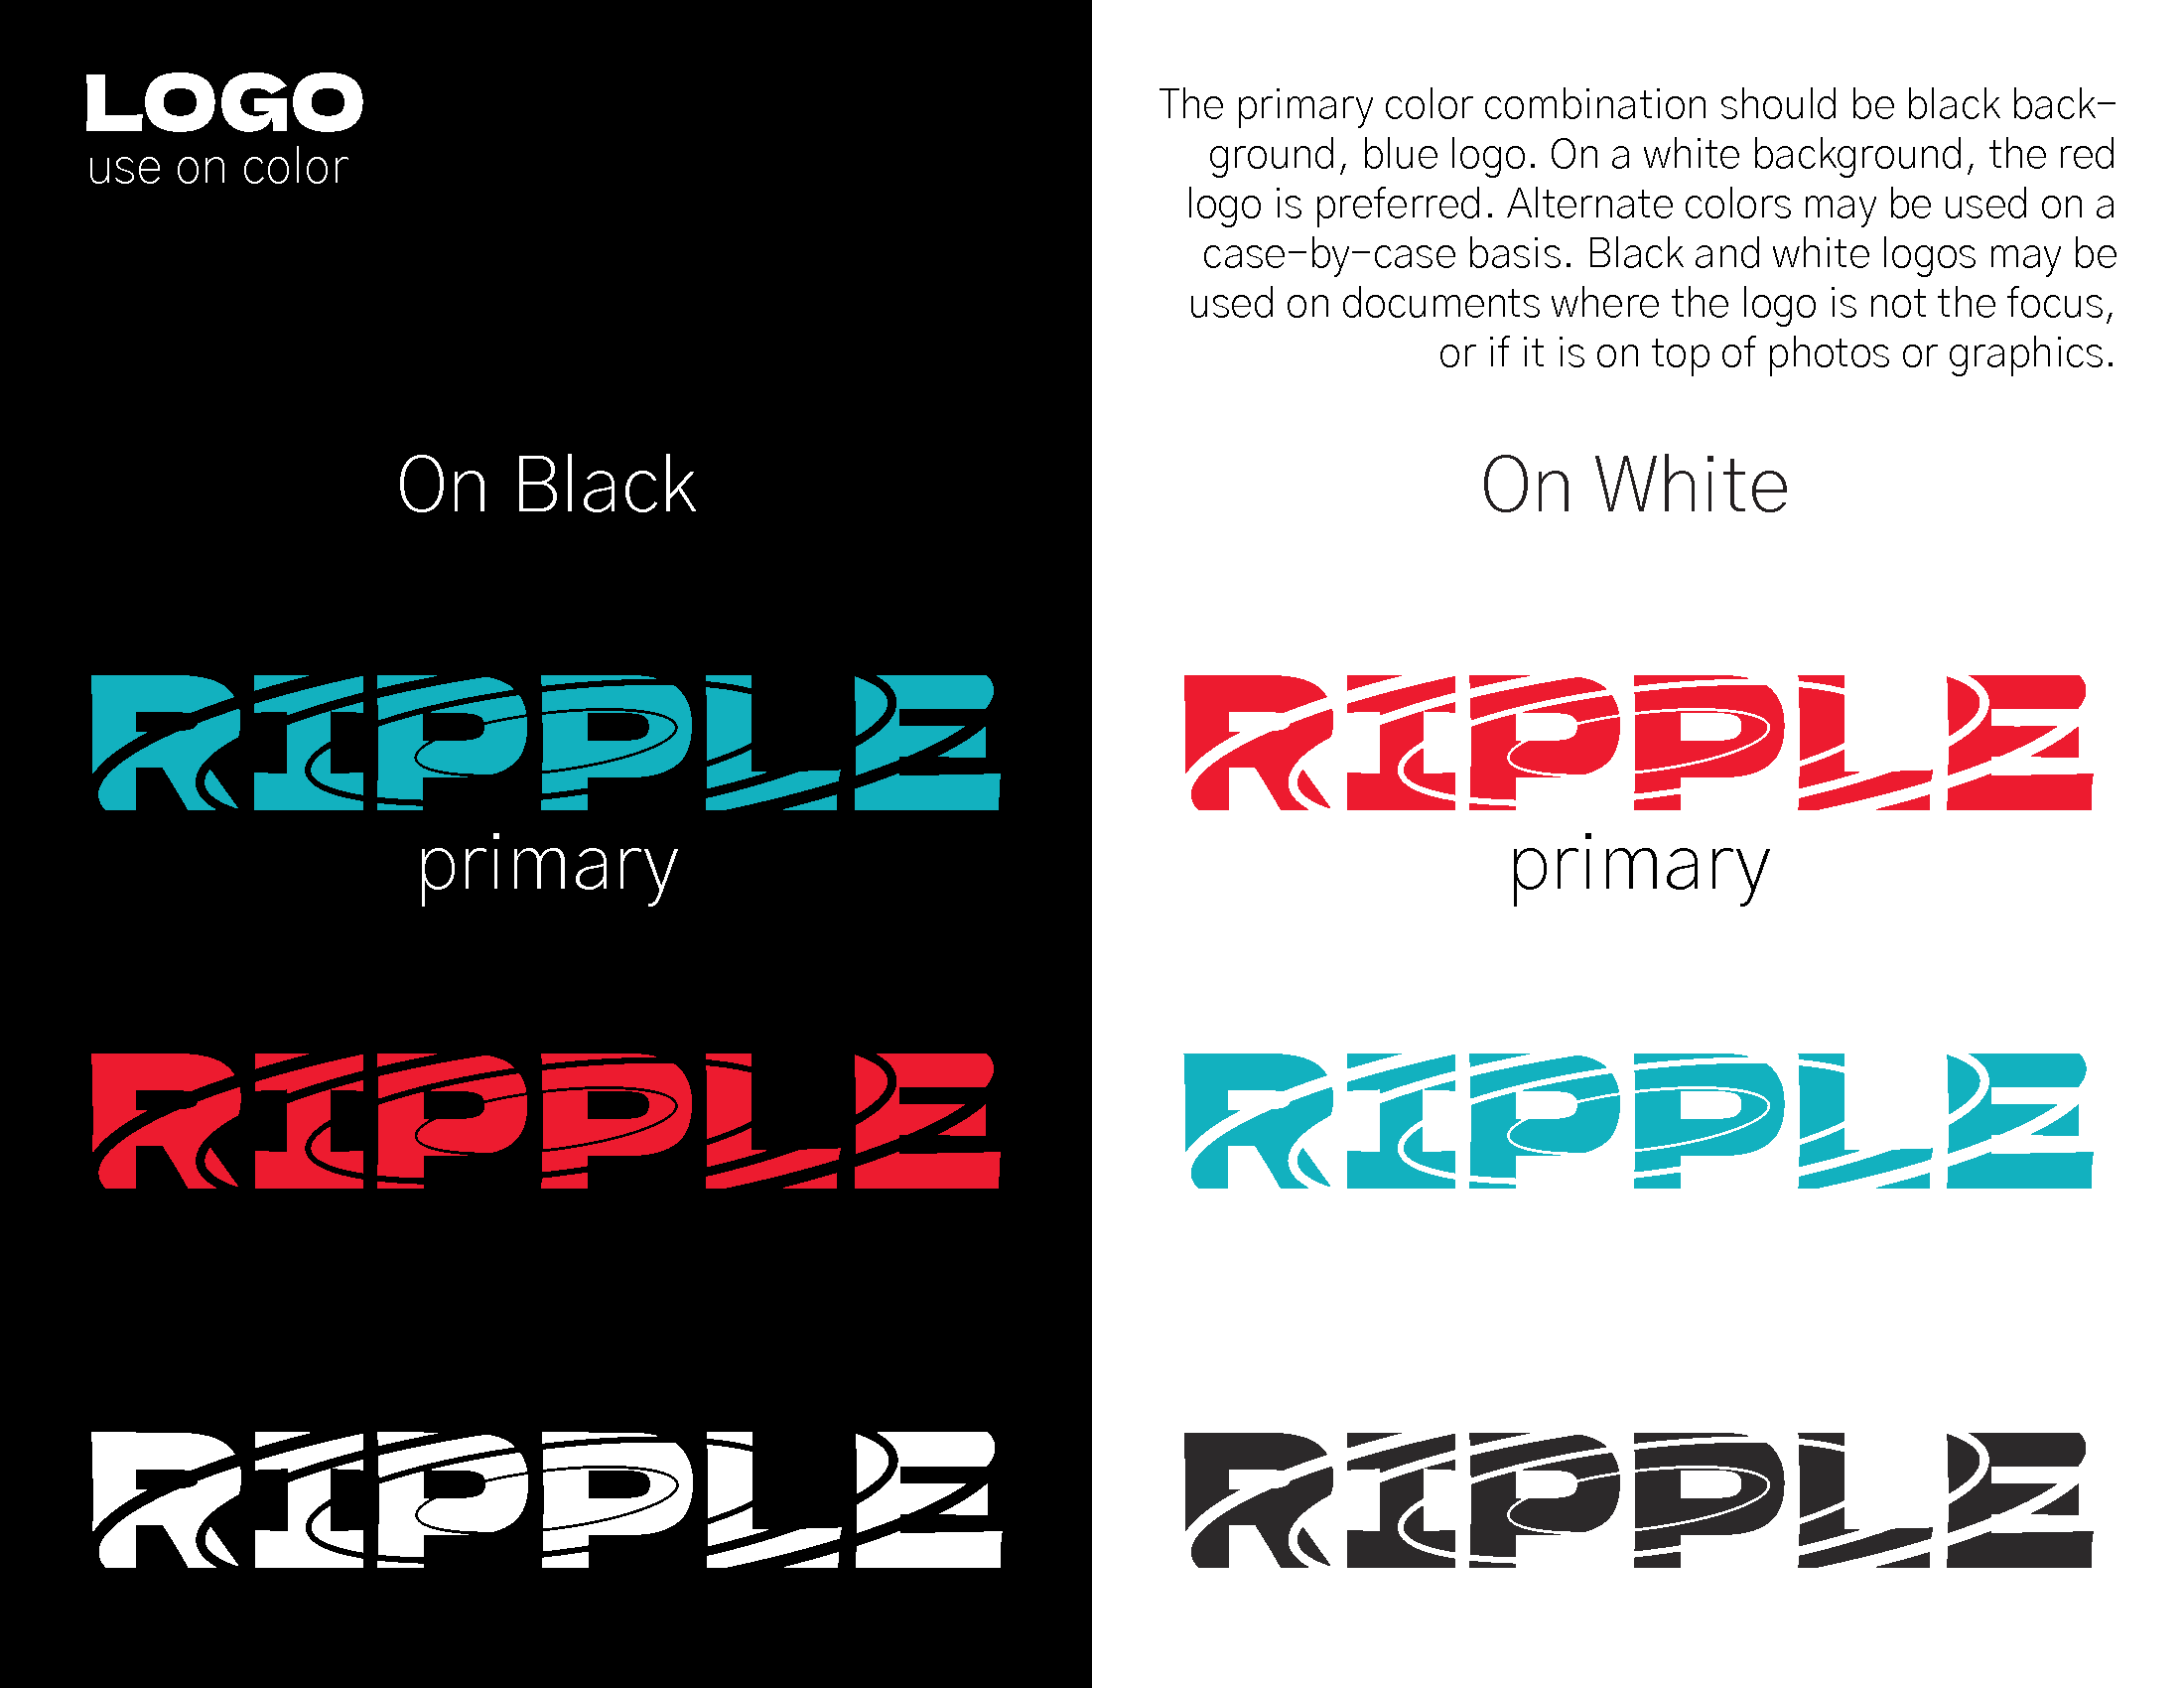 LOGO
use on color
The primary color combination should be black back-
ground, blue logo. On a white background, the red
logo is preferred. Alternate colors may be used on a
case-by-case basis. Black and white logos may be
used on documents where the logo is not the focus,
or if it is on top of photos or graphics.
On Black
RIPPLE
primary
RIPPLE
RIPPLE
On White
RIPPLE
primary
RIPPLE
RIPPLE